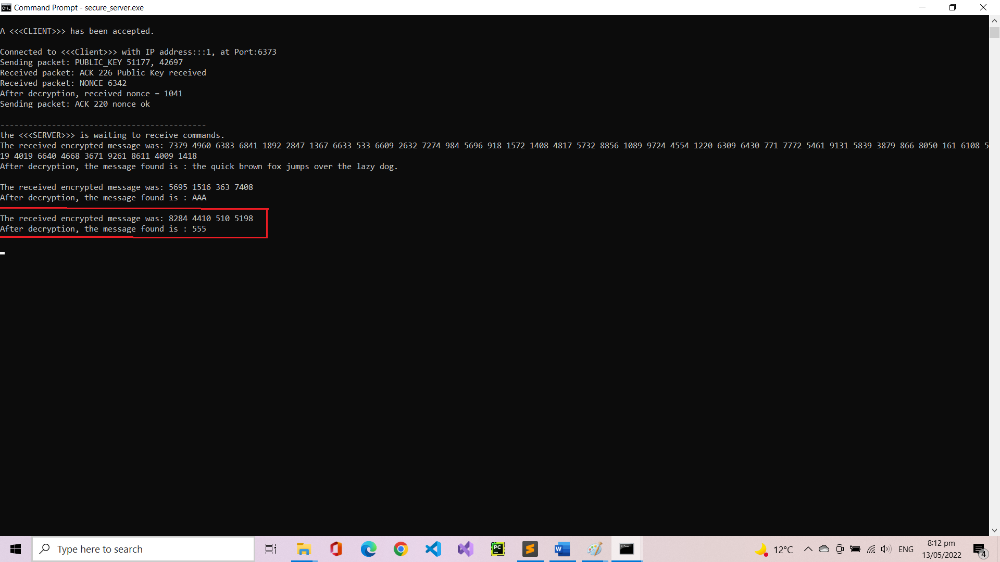 Command Prompt - secure_server.exe
A <<<CLIENT>>> has been accepted.
Connected to <<<Client>>> with IP address:::1, at Port:6373
Sending packet: PUBLIC_KEY 51177, 42697
Received packet: ACK 226 Public Key received
Received packet: NONCE 6342
After decryption, received nonce = 1041
Sending packet: ACK 220 nonce ok
--------------------------------------------
the <<<SERVER>>> is waiting to receive commands.
The received encrypted message was: 7379 4960 6383 6841 1892 2847 1367 6633 533 6609 2632 7274 984 5696 918 1572 1408 4817 5732 8856 1089 9724 4554 1220 6309 6430 771 7772 5461 9131 5839 3879 866 8050 161 6108 5
19 4019 6640 4668 3671 9261 8611 4009 1418
After decryption, the message found is : the quick brown fox jumps over the lazy dog.
The received encrypted message was: 5695 1516 363 7408
After decryption, the message found is : AAA
The received encrypted message was: 8284 4410 510 5198
After decryption, the message found is : 555
Type here to search
12°C
ENG
8:12 pm
13/05/2022
4